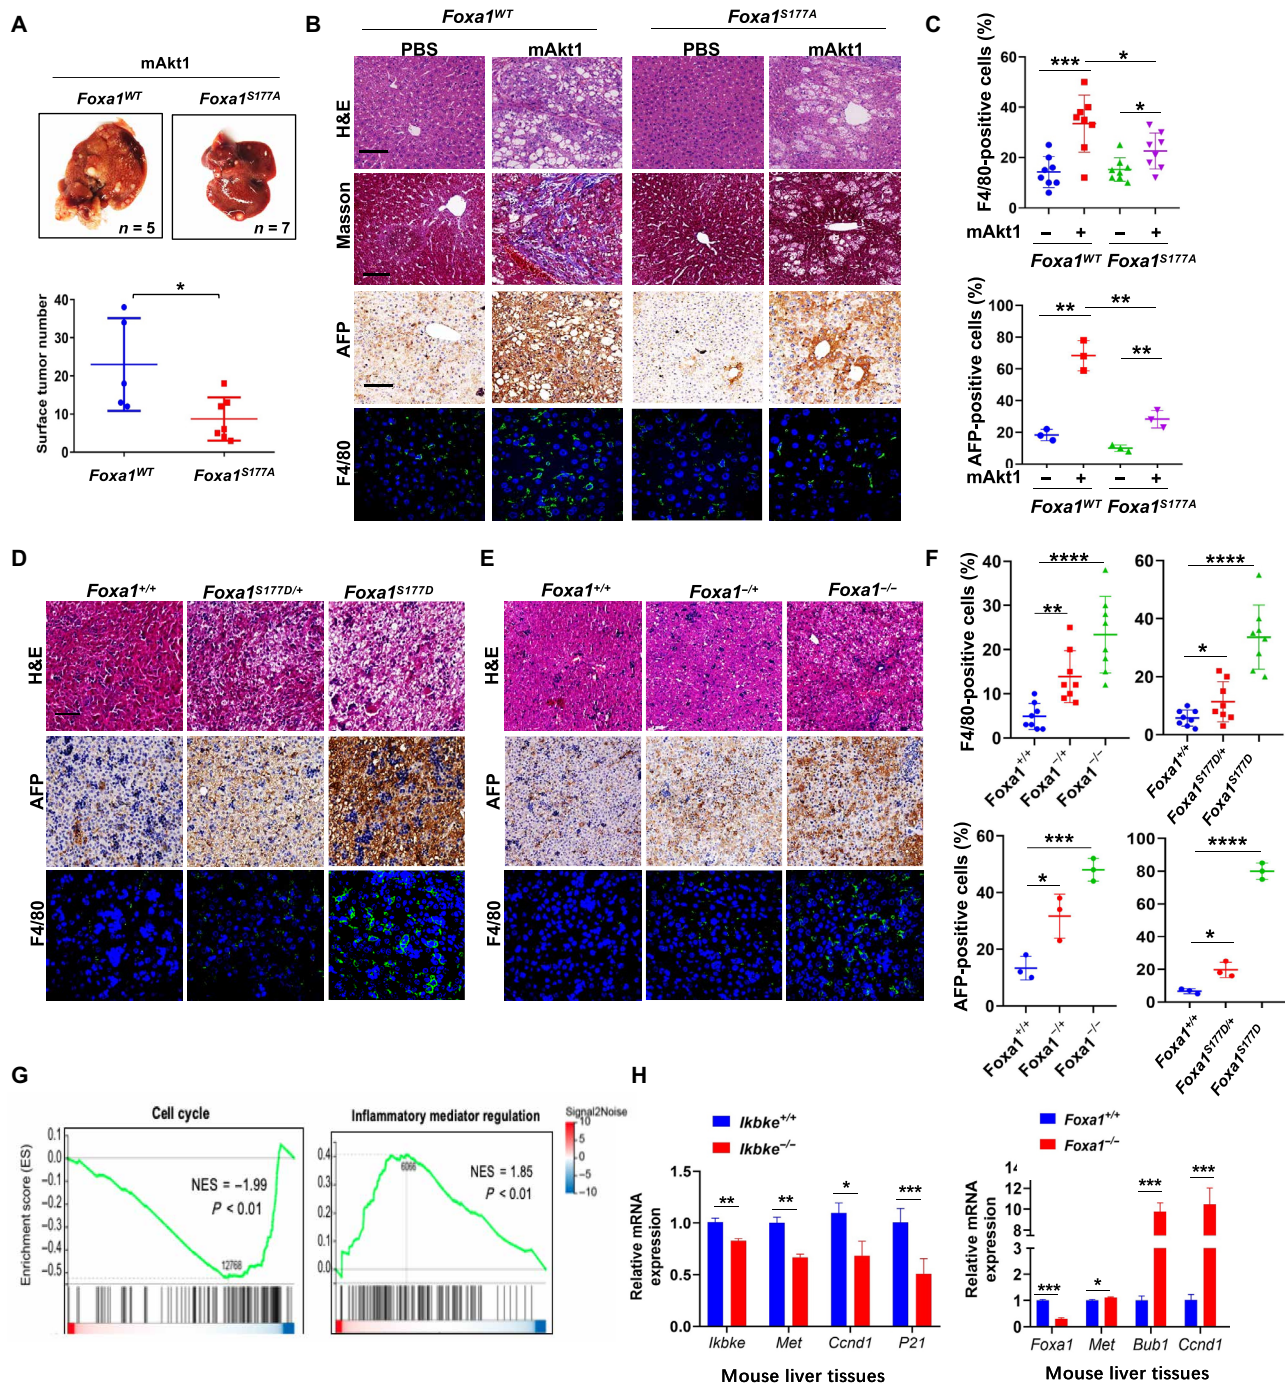 A
mAkt1
Foxa1WT Foxa1S177A
n = 5 n = 7
Surface tumor number
40
30
20
10
0
*
Foxa1WT Foxa1S177A
B
Foxa1WT Foxa1S177A
PBS mAkt1 PBS mAkt1
H&E
Masson
AFP
F4/80
C
F4/80-positive cells (%)
60
40
20
0
*** * *
mAkt1 – + – +
Foxa1WT Foxa1S177A
AFP-positive cells (%)
100
80
60
40
20
0
** ** **
mAkt1 – + – +
Foxa1WT Foxa1S177A
D
Foxa1+/+ Foxa1S177D/+ Foxa1S177D
H&E
AFP
F4/80
E
Foxa1+/+ Foxa1−/+ Foxa1−/−
F
F4/80-positive cells (%)
40
30
20
10
0
**** **
Foxa1+/+ Foxa1−/+ Foxa1−/−
60
40
20
0
**** *
Foxa1+/+ Foxa1S177D/+ Foxa1S177D
AFP-positive cells (%)
60
40
20
0
*** *
Foxa1+/+ Foxa1−/+ Foxa1−/−
100
80
60
40
20
0
**** *
Foxa1+/+ Foxa1S177D/+ Foxa1S177D
G
Cell cycle
Enrichment score (ES)
0.1
0.0
−0.1
−0.2
−0.3
−0.4
−0.5
NES = −1.99
P < 0.01
12768
Inflammatory mediator regulation
0.4
0.3
0.2
0.1
0.0
6066
NES = 1.85
P < 0.01
Signal2Noise
10
5
0
−5
−10
H
Ikbke+/+
Ikbke−/−
Relative mRNA
expression
1.5
1.0
0.5
0.0
** ** * ***
Ikbke Met Ccnd1 P21
Mouse liver tissues
Foxa1+/+
Foxa1−/−
Relative mRNA
expression
14
12
10
8
6
3
2
1
0
*** * *** ***
Foxa1 Met Bub1 Ccnd1
Mouse liver tissues